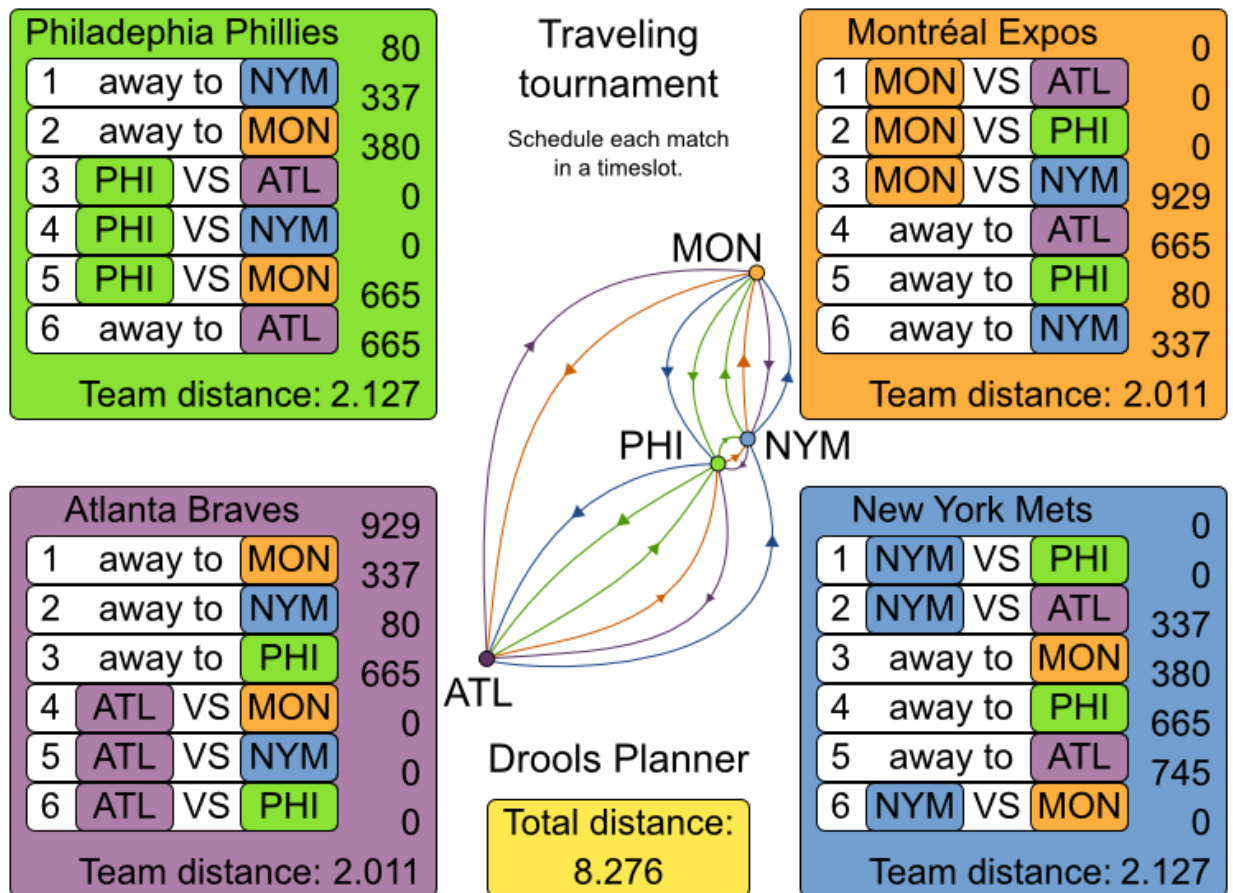 Philadephia Phillies
80
1 away to NYM
337
2 away to MON
380
3 PHI VS ATL
0
4 PHI VS NYM
0
5 PHI VS MON
665
6 away to ATL
665
Team distance: 2.127
Traveling
tournament
Schedule each match
in a timeslot.
Montréal Expos
0
1 MON VS ATL
0
2 MON VS PHI
0
3 MON VS NYM
929
4 away to ATL
665
5 away to PHI
80
6 away to NYM
337
Team distance: 2.011
MON
PHI
NYM
ATL
Atlanta Braves
929
1 away to MON
337
2 away to NYM
80
3 away to PHI
665
4 ATL VS MON
0
5 ATL VS NYM
0
6 ATL VS PHI
0
Team distance: 2.011
Drools Planner
Total distance:
8.276
New York Mets
0
1 NYM VS PHI
0
2 NYM VS ATL
337
3 away to MON
380
4 away to PHI
665
5 away to ATL
745
6 NYM VS MON
0
Team distance: 2.127